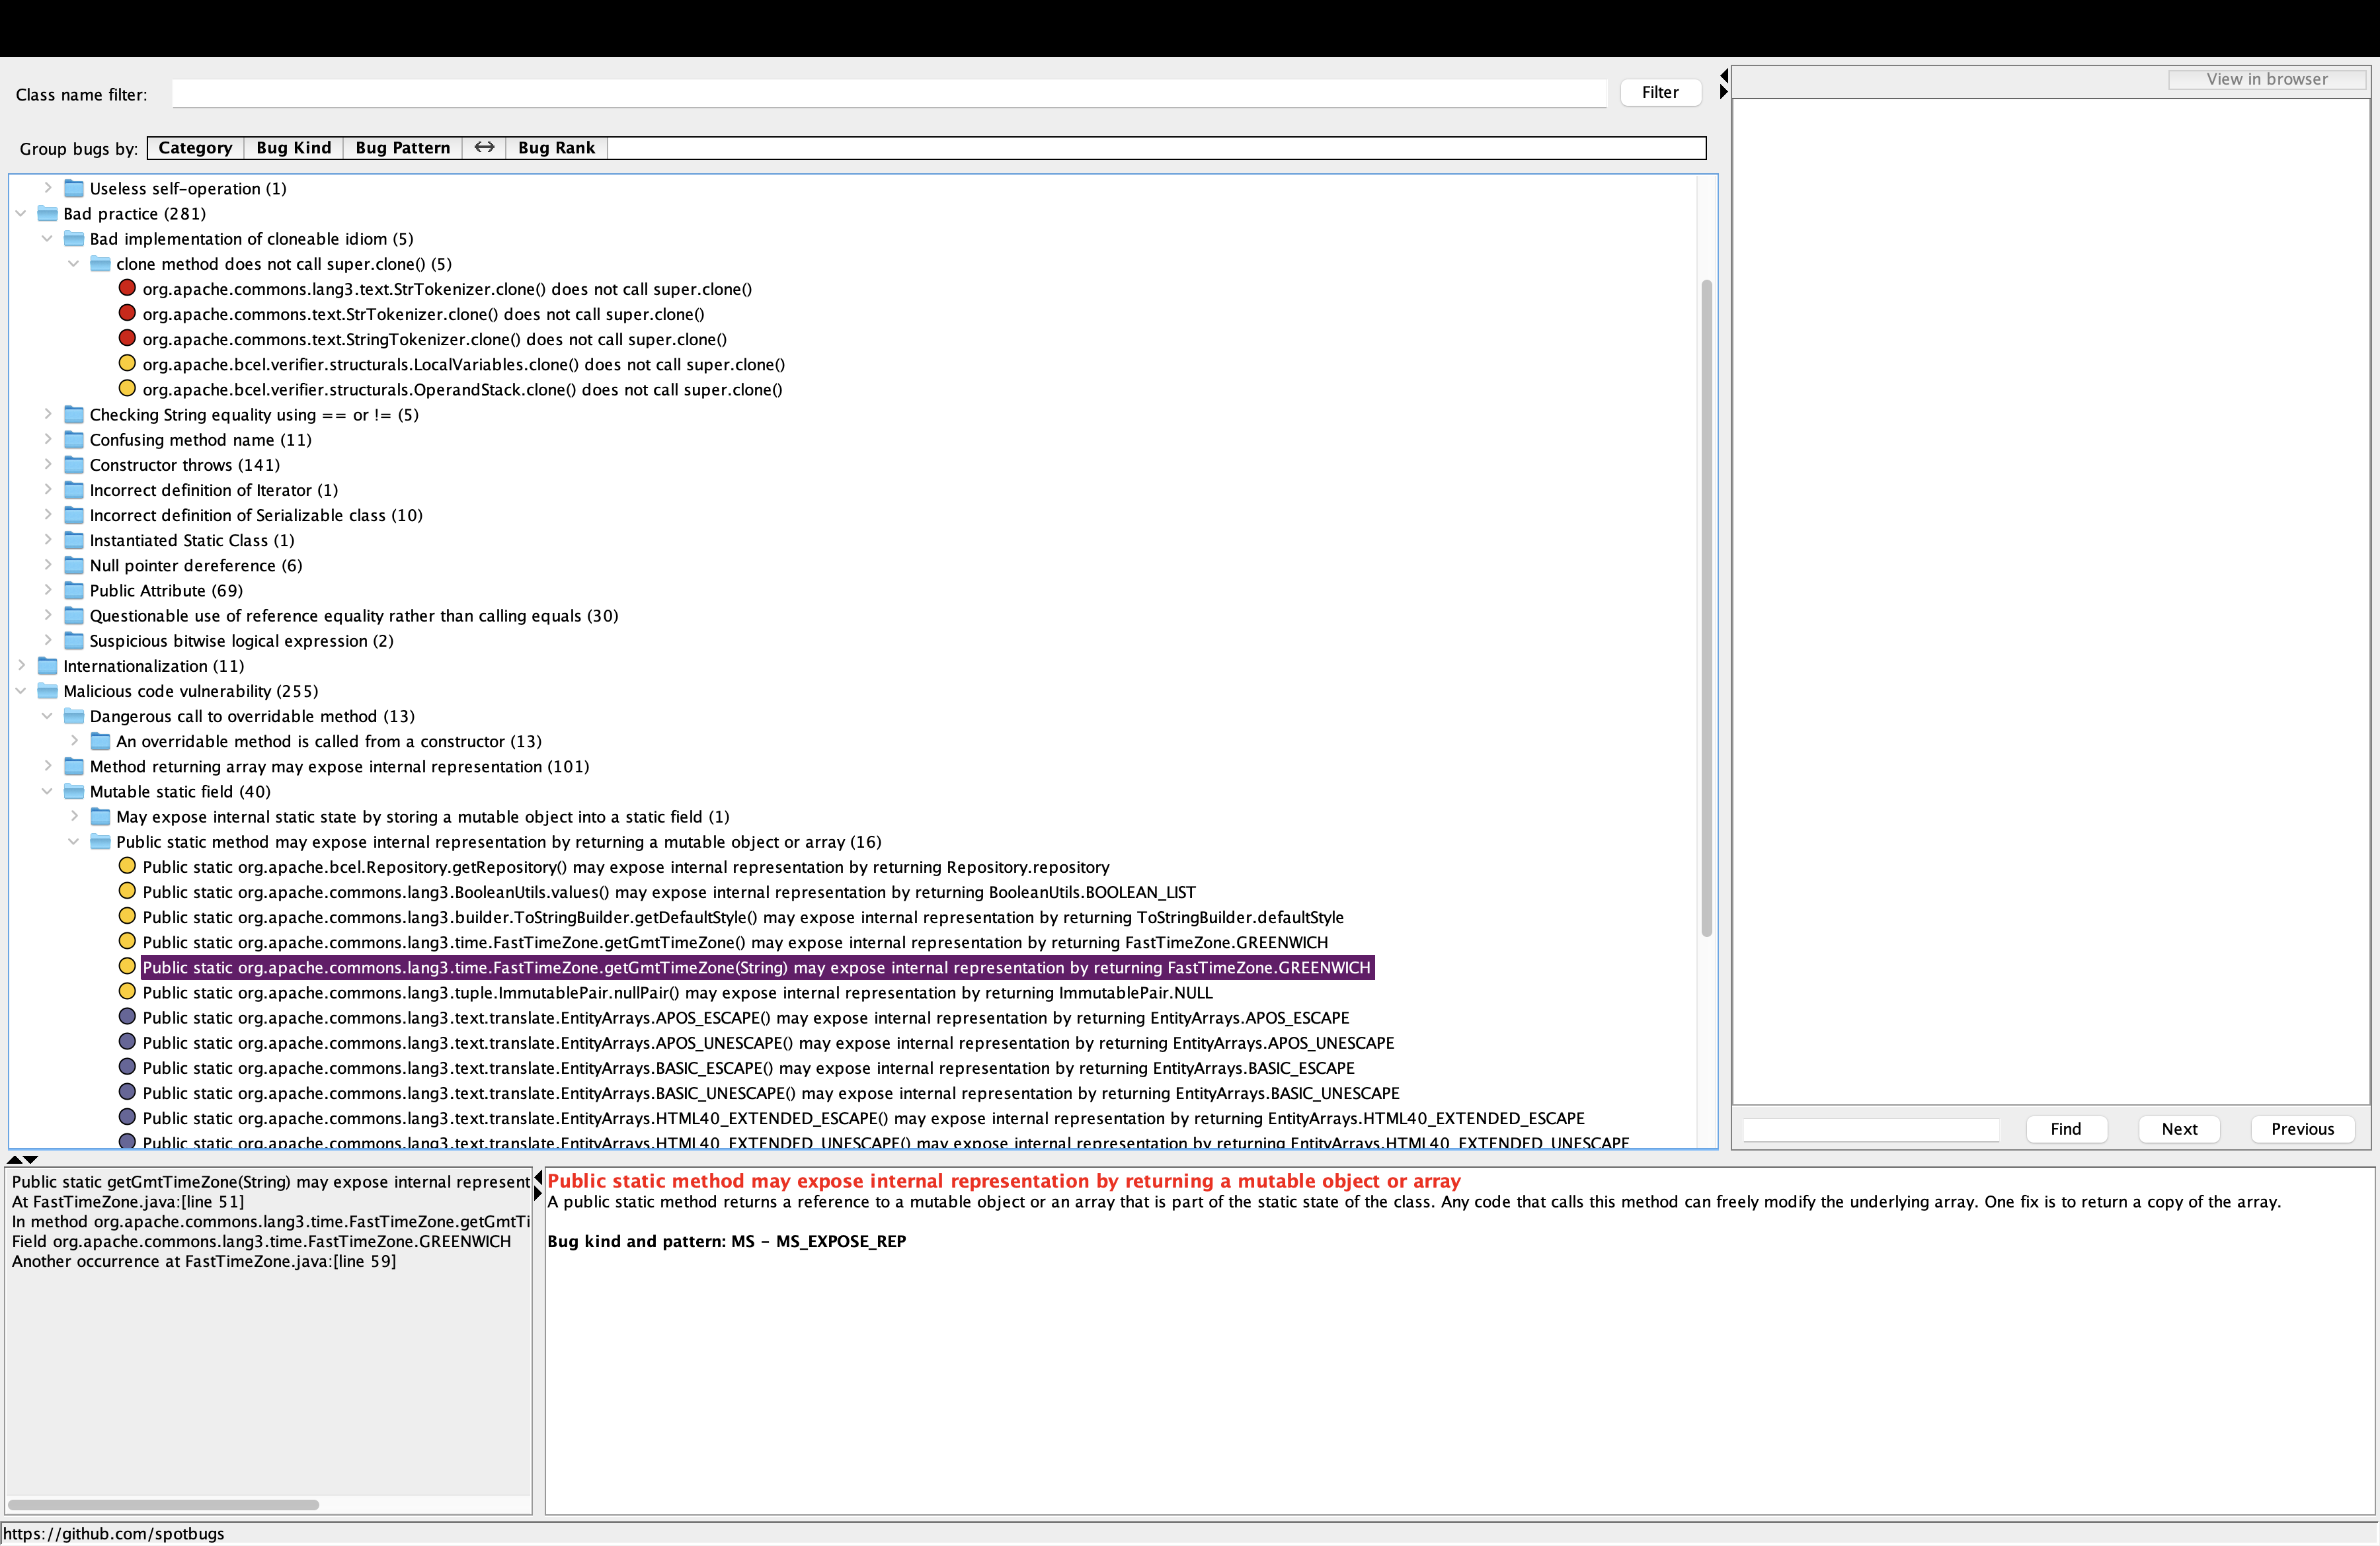 Class name filter:
Filter
View in browser
Group bugs by: Category Bug Kind Bug Pattern ↔ Bug Rank
Useless self-operation (1)
Bad practice (281)
Bad implementation of cloneable idiom (5)
clone method does not call super.clone() (5)
org.apache.commons.lang3.text.StrTokenizer.clone() does not call super.clone()
org.apache.commons.text.StrTokenizer.clone() does not call super.clone()
org.apache.commons.text.StringTokenizer.clone() does not call super.clone()
org.apache.bcel.verifier.structurals.LocalVariables.clone() does not call super.clone()
org.apache.bcel.verifier.structurals.OperandStack.clone() does not call super.clone()
Checking String equality using == or != (5)
Confusing method name (11)
Constructor throws (141)
Incorrect definition of Iterator (1)
Incorrect definition of Serializable class (10)
Instantiated Static Class (1)
Null pointer dereference (6)
Public Attribute (69)
Questionable use of reference equality rather than calling equals (30)
Suspicious bitwise logical expression (2)
Internationalization (11)
Malicious code vulnerability (255)
Dangerous call to overridable method (13)
An overridable method is called from a constructor (13)
Method returning array may expose internal representation (101)
Mutable static field (40)
May expose internal static state by storing a mutable object into a static field (1)
Public static method may expose internal representation by returning a mutable object or array (16)
Public static org.apache.bcel.Repository.getRepository() may expose internal representation by returning Repository.repository
Public static org.apache.commons.lang3.BooleanUtils.values() may expose internal representation by returning BooleanUtils.BOOLEAN_LIST
Public static org.apache.commons.lang3.builder.ToStringBuilder.getDefaultStyle() may expose internal representation by returning ToStringBuilder.defaultStyle
Public static org.apache.commons.lang3.time.FastTimeZone.getGmtTimeZone() may expose internal representation by returning FastTimeZone.GREENWICH
Public static org.apache.commons.lang3.time.FastTimeZone.getGmtTimeZone(String) may expose internal representation by returning FastTimeZone.GREENWICH
Public static org.apache.commons.lang3.tuple.ImmutablePair.nullPair() may expose internal representation by returning ImmutablePair.NULL
Public static org.apache.commons.lang3.text.translate.EntityArrays.APOS_ESCAPE() may expose internal representation by returning EntityArrays.APOS_ESCAPE
Public static org.apache.commons.lang3.text.translate.EntityArrays.APOS_UNESCAPE() may expose internal representation by returning EntityArrays.APOS_UNESCAPE
Public static org.apache.commons.lang3.text.translate.EntityArrays.BASIC_ESCAPE() may expose internal representation by returning EntityArrays.BASIC_ESCAPE
Public static org.apache.commons.lang3.text.translate.EntityArrays.BASIC_UNESCAPE() may expose internal representation by returning EntityArrays.BASIC_UNESCAPE
Public static org.apache.commons.lang3.text.translate.EntityArrays.HTML40_EXTENDED_ESCAPE() may expose internal representation by returning EntityArrays.HTML40_EXTENDED_ESCAPE
Public static org.apache.commons.lang3.text.translate.EntityArrays.HTML40_EXTENDED_UNESCAPE() may expose internal representation by returning EntityArrays.HTML40_EXTENDED_UNESCAPE
Find Next Previous
Public static getGmtTimeZone(String) may expose internal represent
At FastTimeZone.java:[line 51]
In method org.apache.commons.lang3.time.FastTimeZone.getGmtTi
Field org.apache.commons.lang3.time.FastTimeZone.GREENWICH
Another occurrence at FastTimeZone.java:[line 59]
Public static method may expose internal representation by returning a mutable object or array
A public static method returns a reference to a mutable object or an array that is part of the static state of the class. Any code that calls this method can freely modify the underlying array. One fix is to return a copy of the array.
Bug kind and pattern: MS - MS_EXPOSE_REP
https://github.com/spotbugs